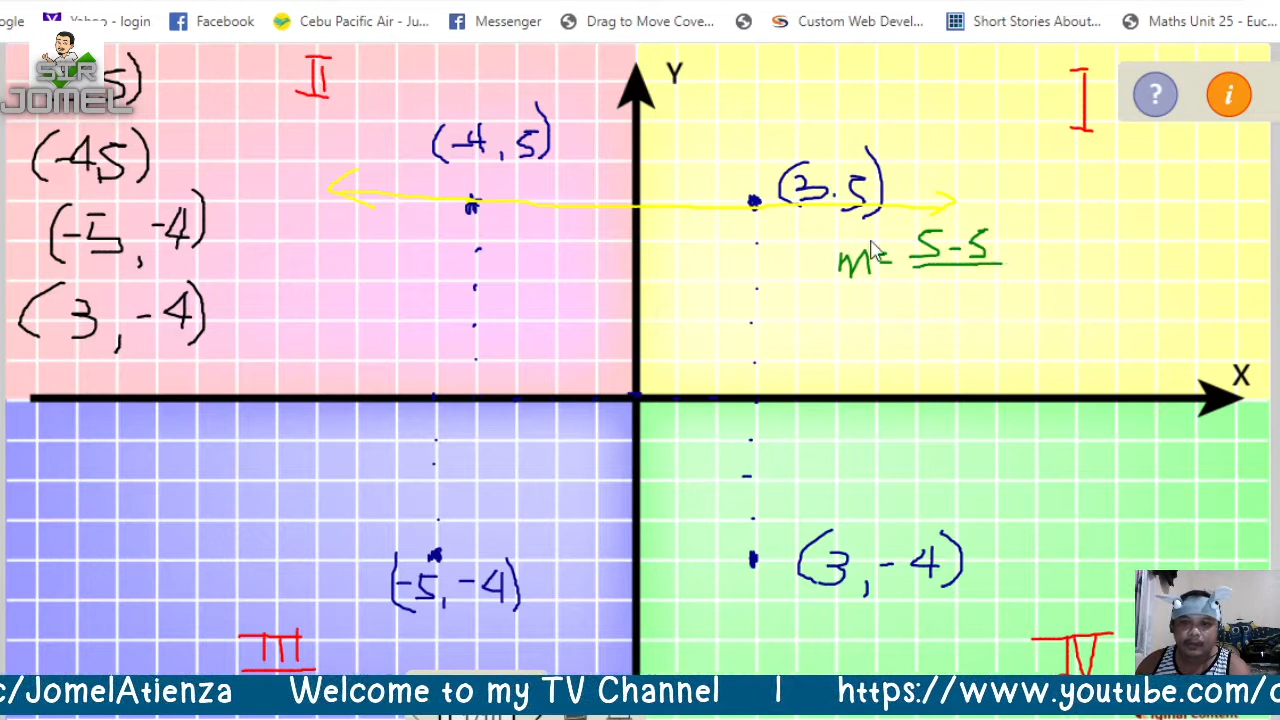 Yahoo - login
Facebook
Cebu Pacific Air - Ju...
Messenger
Drag to Move Cove...
Custom Web Devel...
Short Stories About...
Maths Unit 25 - Euc...
SIR
JOMEL
II
Y
I
? i
(-4, 5)
(-45)
(3.5)
(-5, -4)
m= 5-5
(3, -4)
X
(-5, -4)
(3, -4)
III
IV
c/JomelAtienza Welcome to my TV Channel I https://www.youtube.com/c